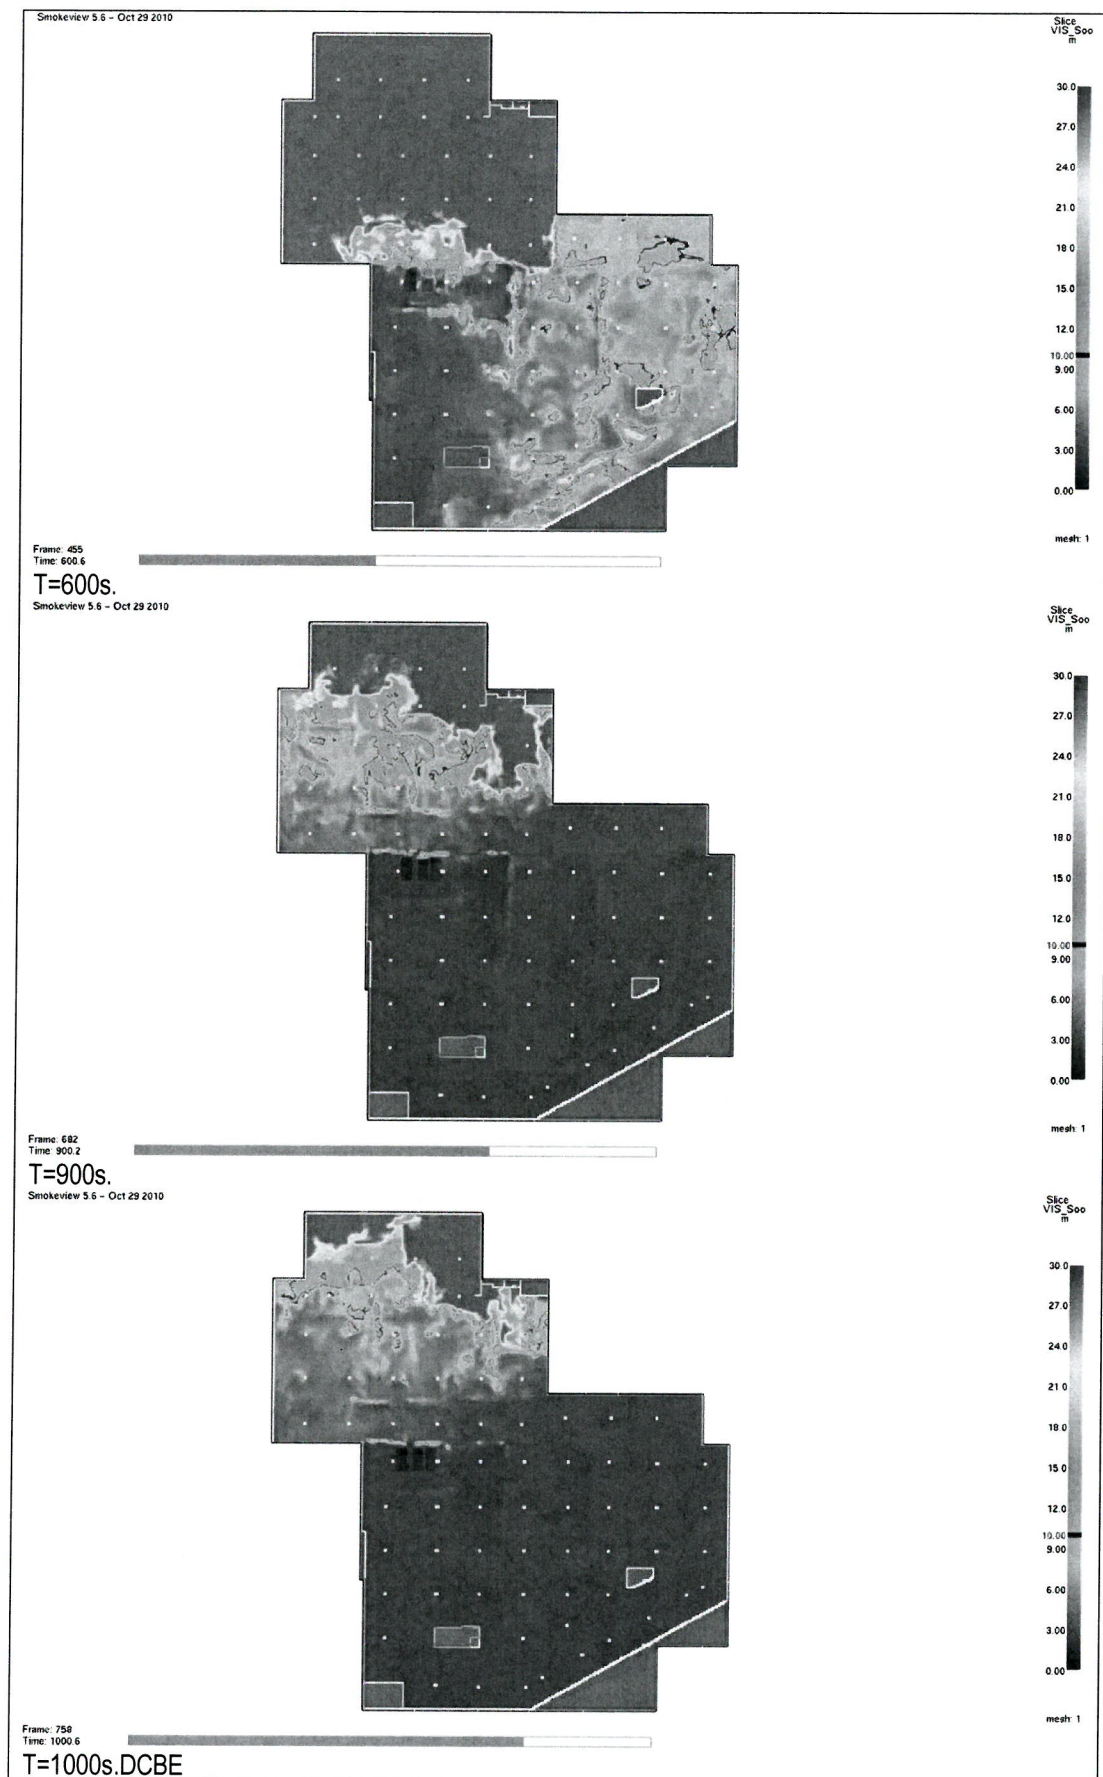 Smokeview 5.6 – Oct 29 2010
Slice
VIS_Soo
m
30.0
27.0
24.0
21.0
18.0
15.0
12.0
10.00
9.00
6.00
3.00
0.00
mesh: 1
Frame: 455
Time: 600.6
T=600s.
Smokeview 5.6 – Oct 29 2010
Slice
VIS_Soo
m
30.0
27.0
24.0
21.0
18.0
15.0
12.0
10.00
9.00
6.00
3.00
0.00
mesh: 1
Frame: 682
Time: 900.2
T=900s.
Smokeview 5.6 – Oct 29 2010
Slice
VIS_Soo
m
30.0
27.0
24.0
21.0
18.0
15.0
12.0
10.00
9.00
6.00
3.00
0.00
mesh: 1
Frame: 758
Time: 1000.6
T=1000s.DCBE